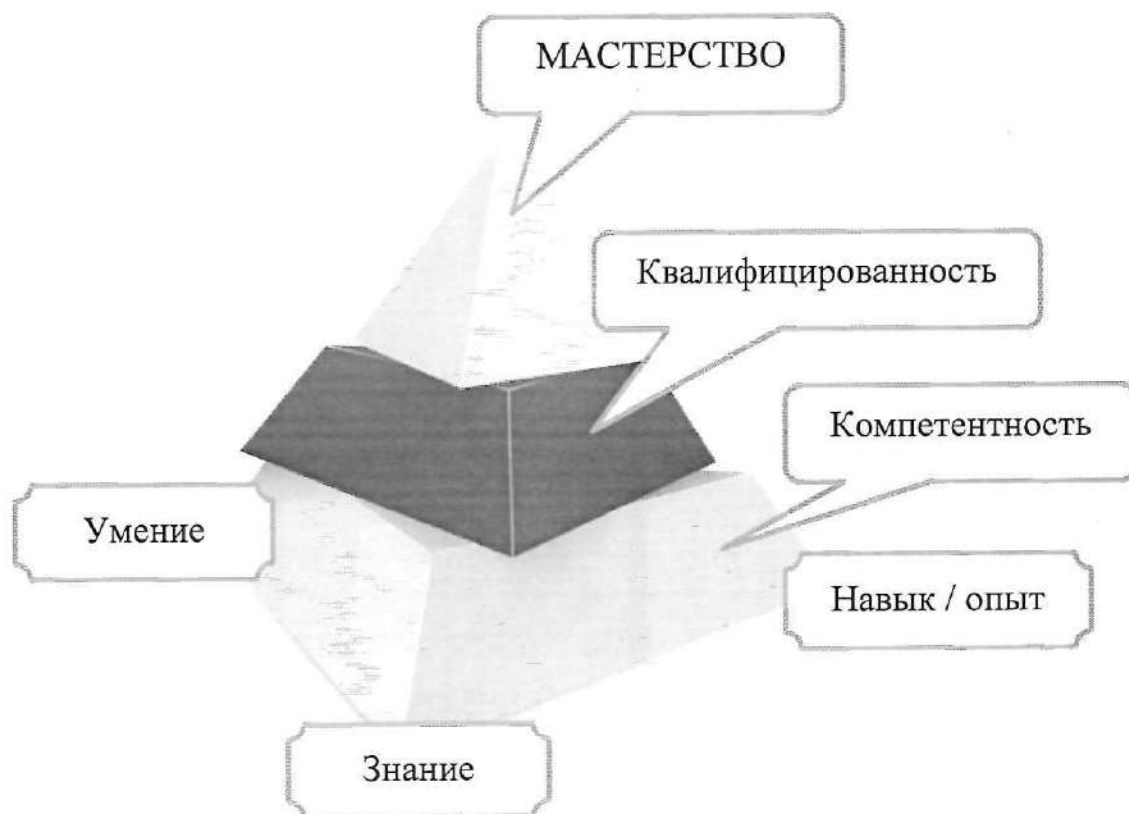 МАСТЕРСТВО
Квалифицированность
Компетентность
Умение
Навык / опыт
Знание